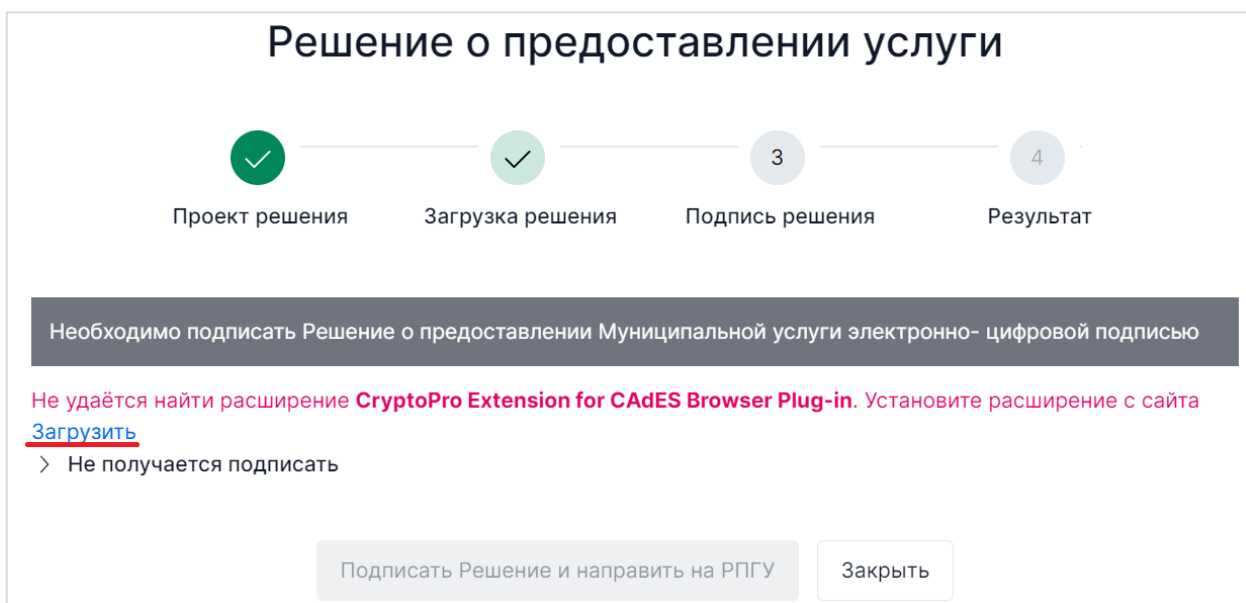 Решение о предоставлении услуги
3
4
Проект решения
Загрузка решения
Подпись решения
Результат
Необходимо подписать Решение о предоставлении Муниципальной услуги электронно- цифровой подписью
Не удаётся найти расширение CryptoPro Extension for CAdES Browser Plug-in. Установите расширение с сайта
Загрузить
Не получается подписать
Подписать Решение и направить на РПГУ
Закрыть